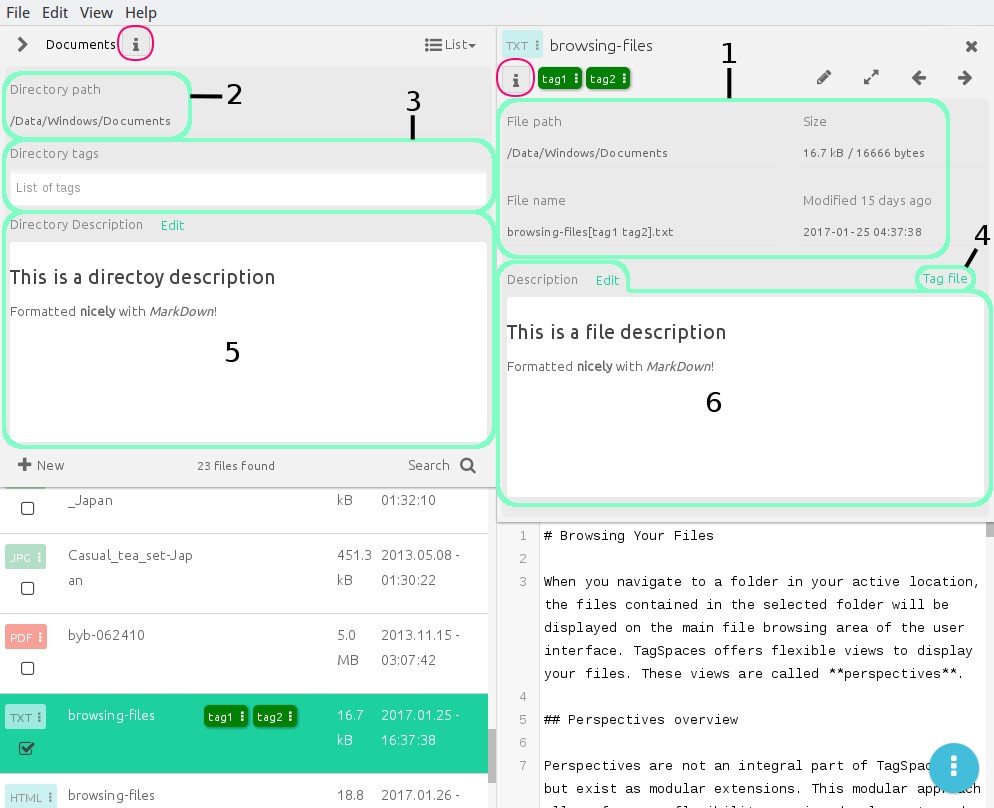 File Edit View Help
Documents i List
Directory path
/Data/Windows/Documents
2
3
Directory tags
List of tags
Directory Description Edit
This is a directoy description
Formatted nicely with MarkDown!
5
New 23 files found Search
_Japan kB 01:32:10
JPG Casual_tea_set-Jap 451.3 2013.05.08 -
an kB 01:30:22
PDF byb-062410 5.0 2013.11.15 -
MB 03:07:42
TXT browsing-files tag1 tag2 16.7 2017.01.25 -
kB 16:37:38
HTML browsing-files 18.8 2017.01.26 -
TXT browsing-files
1
i tag1 tag2
File path Size
/Data/Windows/Documents 16.7 kB / 16666 bytes
File name Modified 15 days ago
browsing-files[tag1 tag2].txt 2017-01-25 04:37:38
4
Description Edit Tag file
This is a file description
Formatted nicely with MarkDown!
6
1 # Browsing Your Files
2
3 When you navigate to a folder in your active location,
the files contained in the selected folder will be
displayed on the main file browsing area of the user
interface. TagSpaces offers flexible views to display
your files. These views are called **perspectives**.
4
5 ## Perspectives overview
6
7 Perspectives are not an integral part of TagSpac
but exist as modular extensions. This modular